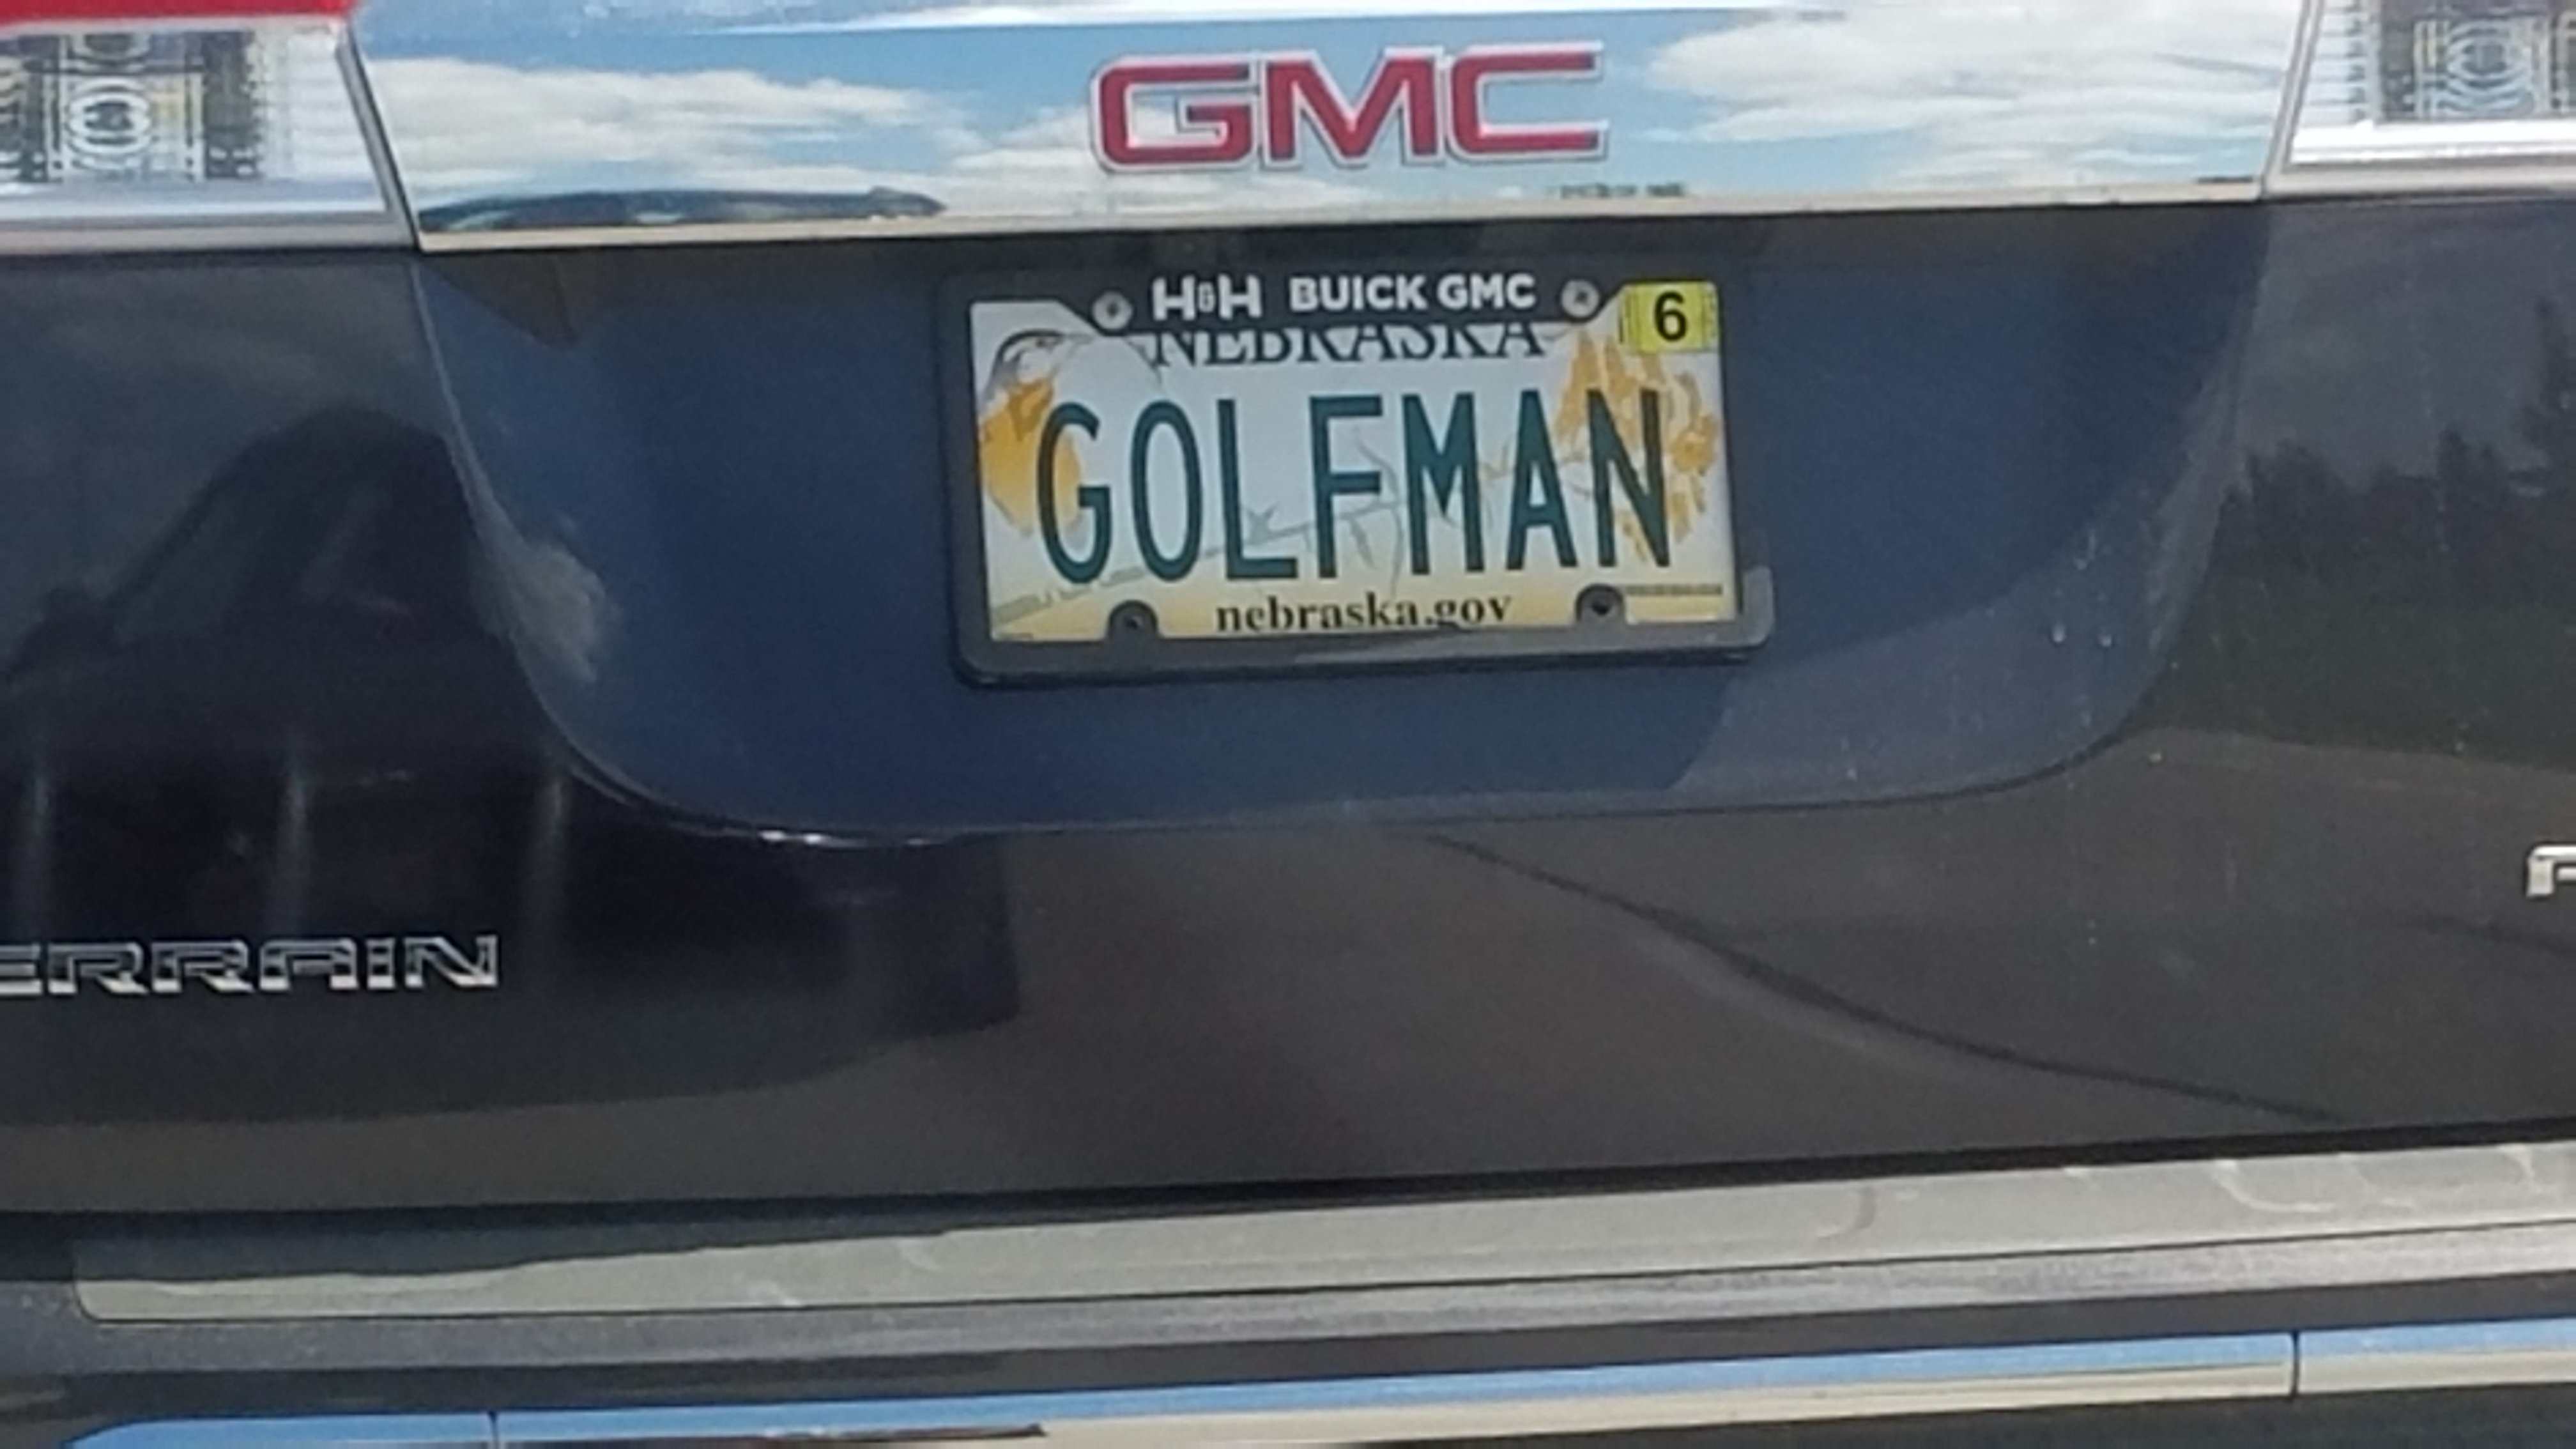 GMC
H&H BUICK GMC
6
NEBRASKA
GOLFMAN
nebraska.gov
ERRAIN